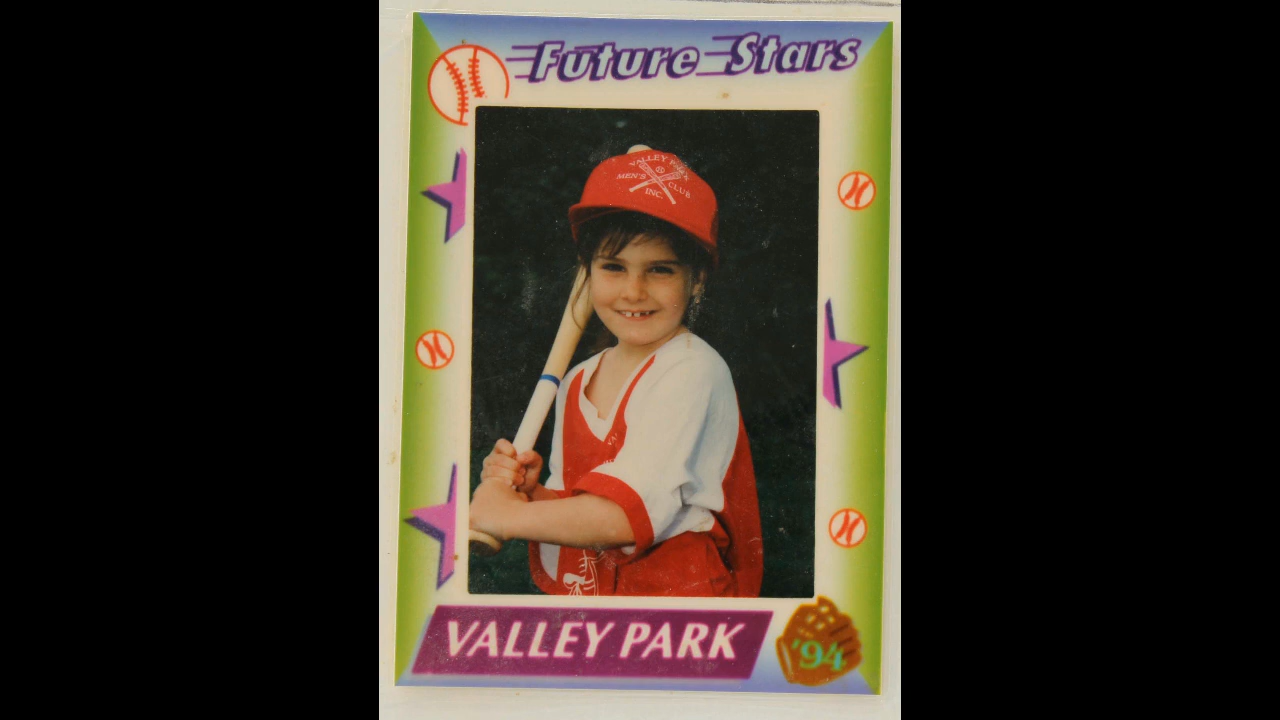 Future Stars
VALLEY PARK
MEN'S CLUB
INC.
VALLEY PARK
'94